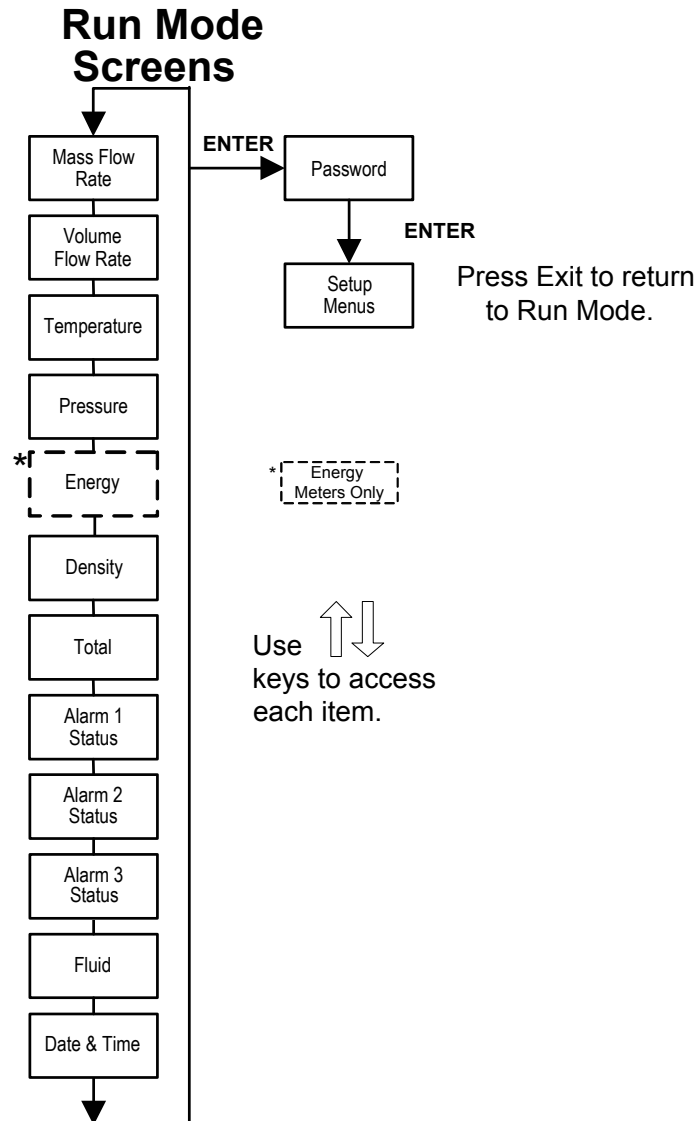 Run Mode
Screens
ENTER
Mass Flow
Rate
Password
Volume
Flow Rate
ENTER
Setup
Menus
Press Exit to return
to Run Mode.
Temperature
Pressure
*
Energy
*
Energy
Meters Only
Density
Total
Use
keys to access
each item.
Alarm 1
Status
Alarm 2
Status
Alarm 3
Status
Fluid
Date & Time